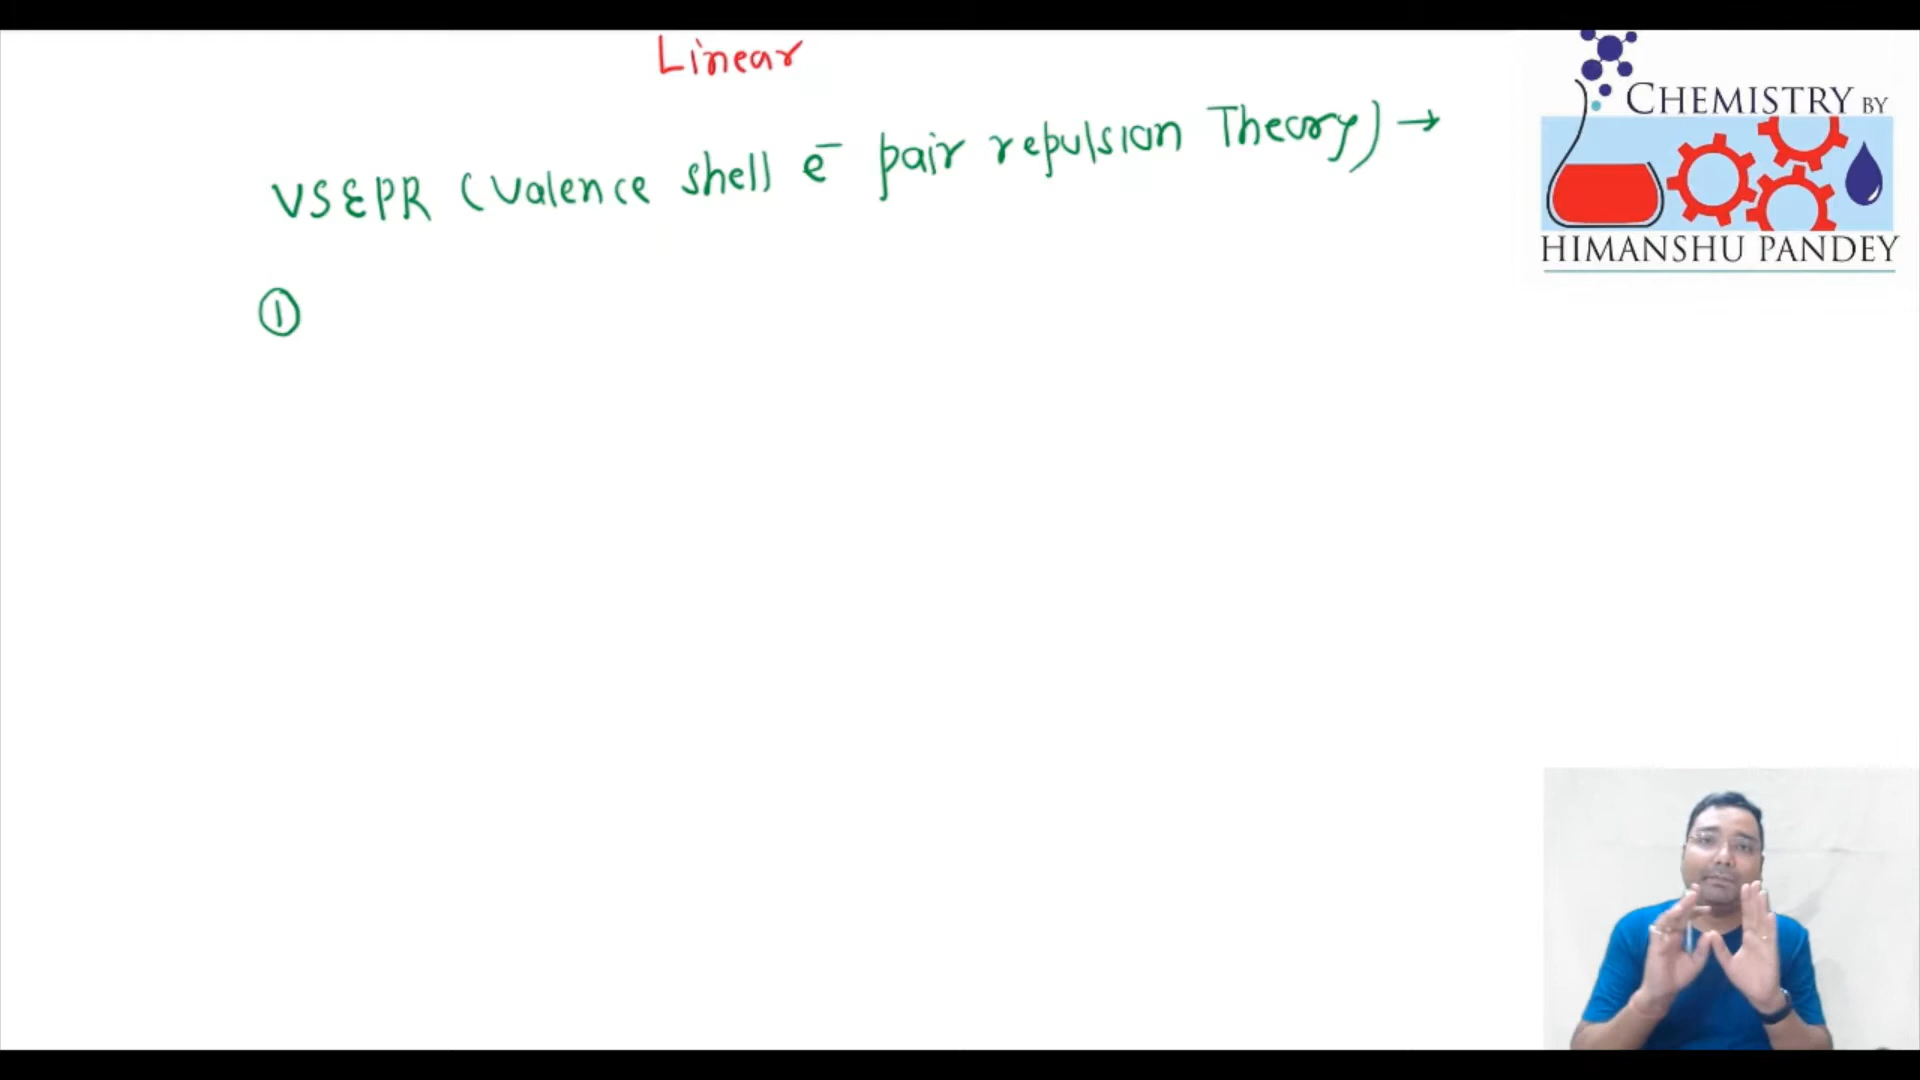 Linear
VSEPR (Valence shell e⁻ pair repulsion Theory) →
①
CHEMISTRY BY
HIMANSHU PANDEY